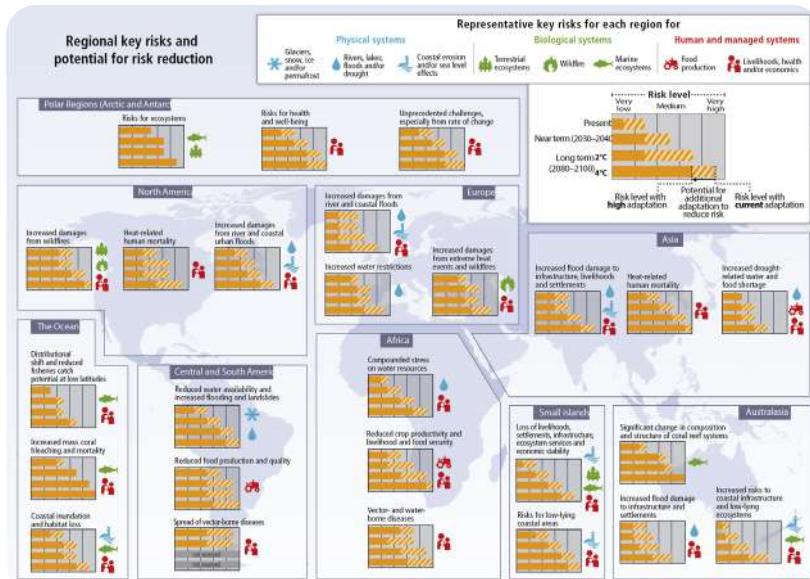 Regional key risks and
potential for risk reduction
Representative key risks for each region for
Physical systems
Biological systems
Human and managed systems
Glaciers,
snow, ice
and/or
permafrost
Rivers, lakes,
floods and/or
drought
Coastal erosion
and/or sea level
effects
Terrestrial
ecosystems
Wildfire
Marine
ecosystems
Food
production
Livelihoods, health
and/or economics
Risk level
Very
low
Medium
Very
high
Present
Near term (2030–2040
Long term 2°C
(2080–2100)
4°C
Risk level with
high adaptation
Potential for
additional
adaptation to
reduce risk
Risk level with
current adaptation
Polar Regions (Arctic and Antarct
Risks for ecosystems
Risks for health
and well-being
Unprecedented challenges,
especially from rate of change
North America
Increased damages
from wildfires
Heat-related
human mortality
Increased damages
from river and coastal
urban floods
Europe
Increased damages from
river and coastal floods
Increased water restrictions
Increased damages
from extreme heat
events and wildfires
Asia
Increased flood damage to
infrastructure, livelihoods
and settlements
Heat-related
human mortality
Increased drought-
related water and
food shortage
The Ocean
Distributional
shift and reduced
fisheries catch
potential at low latitudes
Increased mass coral
bleaching and mortality
Coastal inundation
and habitat loss
Central and South Ameri
Reduced water availability and
increased flooding and landslides
Reduced food production and quality
Spread of vector-borne diseases
Africa
Compounded stress
on water resources
Reduced crop productivity and
livelihood and food security
Vector- and water-
borne diseases
Small islands
Loss of livelihoods,
settlements, infrastructure,
ecosystem services and
economic stability
Risks for low-lying
coastal areas
Australasia
Significant change in composition
and structure of coral reef systems
Increased flood damage
to infrastructure and
settlements
Increased risks to
coastal infrastructure
and low-lying
ecosystems